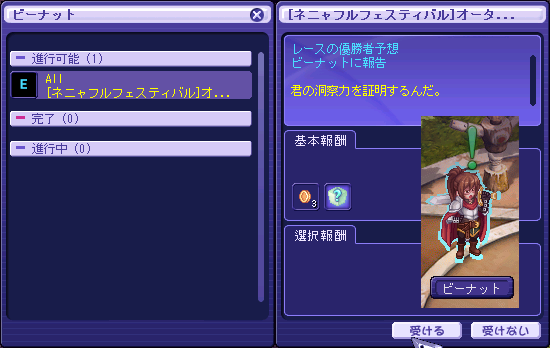 ビーナット
進行可能 (1)
E
All
[ネニャフルフェスティバル]オ...
完了 (0)
進行中 (0)
[ネニャフルフェスティバル]オータ...
レースの優勝者予想
ビーナットに報告
君の洞察力を証明するんだ。
基本報酬
3
?
選択報酬
ビーナット
受ける
受けない